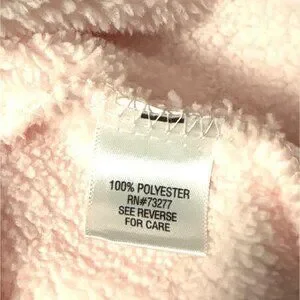 100% POLYESTER
RN#73277
SEE REVERSE
FOR CARE